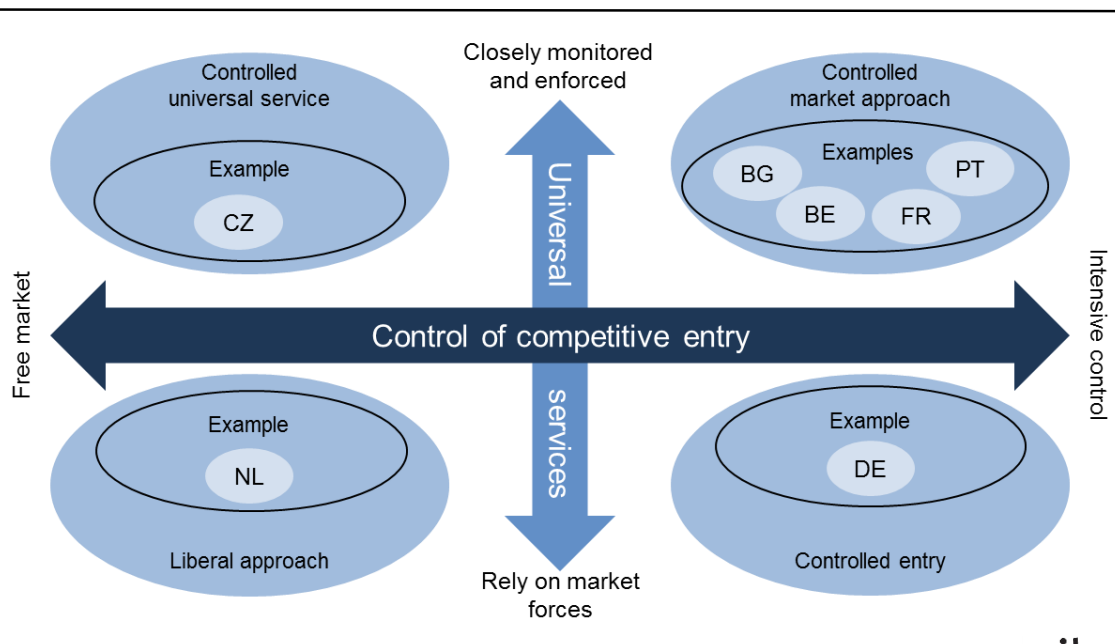 Closely monitored
and enforced
Controlled
universal service
Example
CZ
Controlled
market approach
Examples
BG
BE
FR
PT
Universal
services
Free market
Control of competitive entry
Intensive control
Example
NL
Liberal approach
Example
DE
Controlled entry
Rely on market
forces